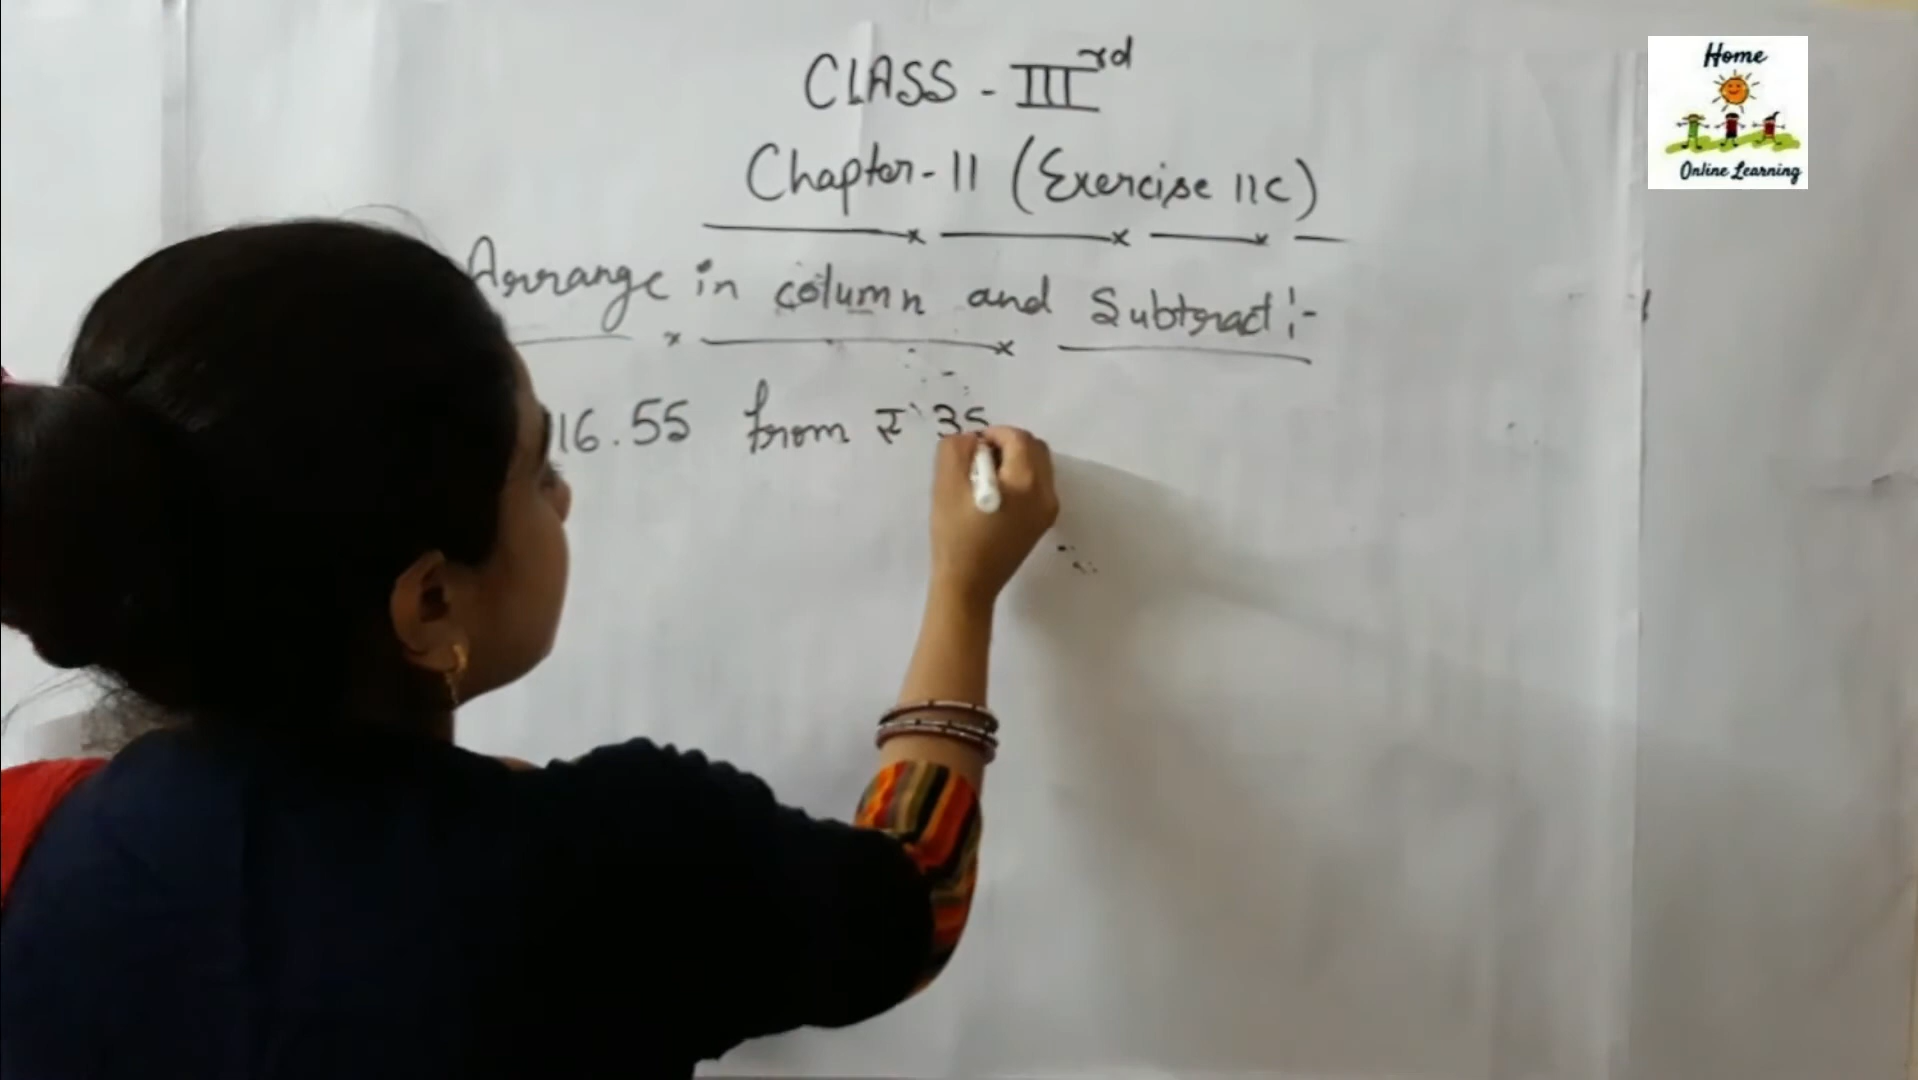 CLASS - III rd
Chapter-11 (Exercise 11C)
Arrange in column and Subtract :-
16.55 from ₹ 35
Home
Online Learning